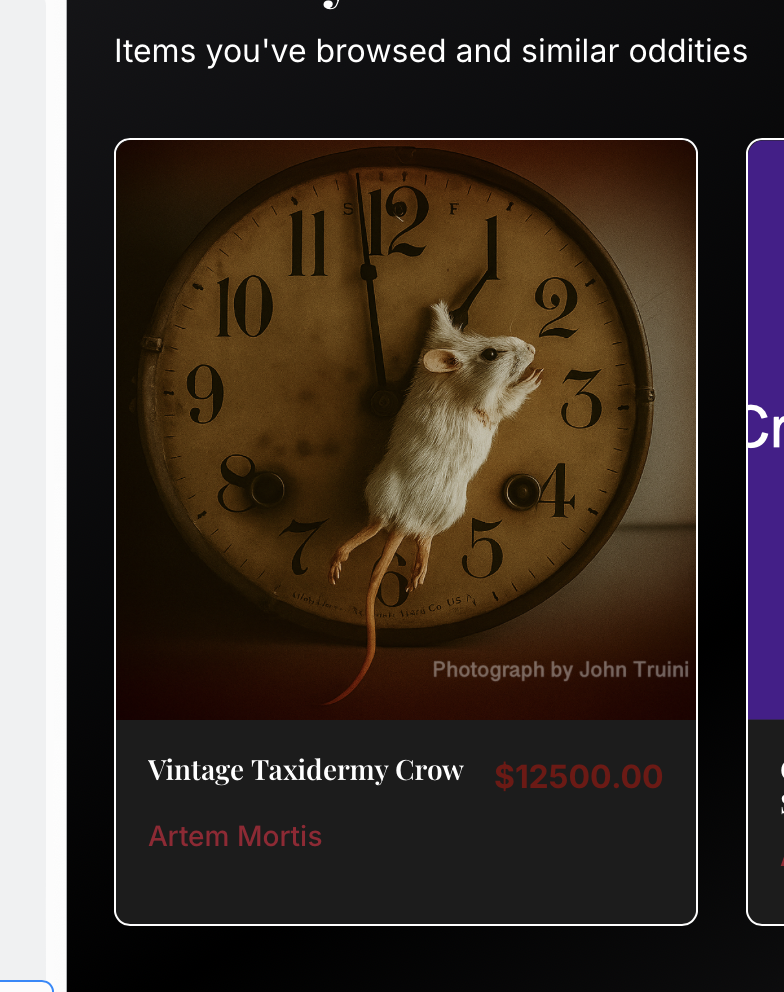 Items you've browsed and similar oddities
S F
11 12 1
10 2
9 3
8 4
7 6 5
Photograph by John Truini
Vintage Taxidermy Crow
$12500.00
Artem Mortis
Cr